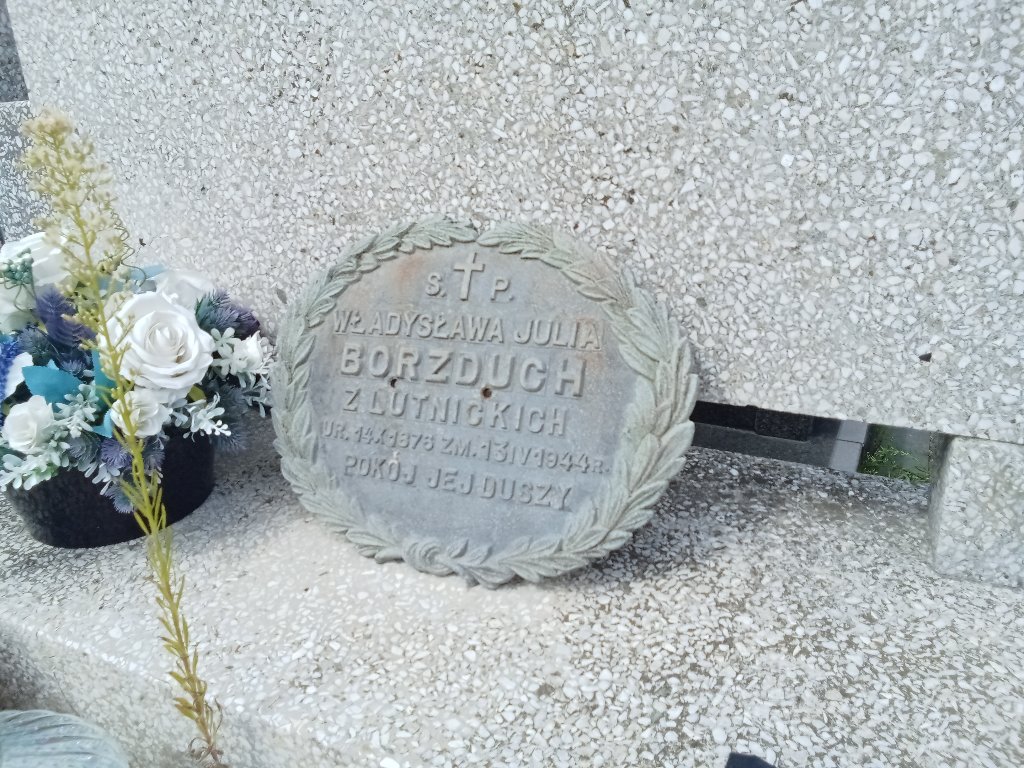 S. P.
WŁADYSŁAWA JULIA
BORZDUCH
Z LUTNICKICH
UR. 14 X 1876 ZM. 13 IV 1944 R.
POKÓJ JEJ DUSZY